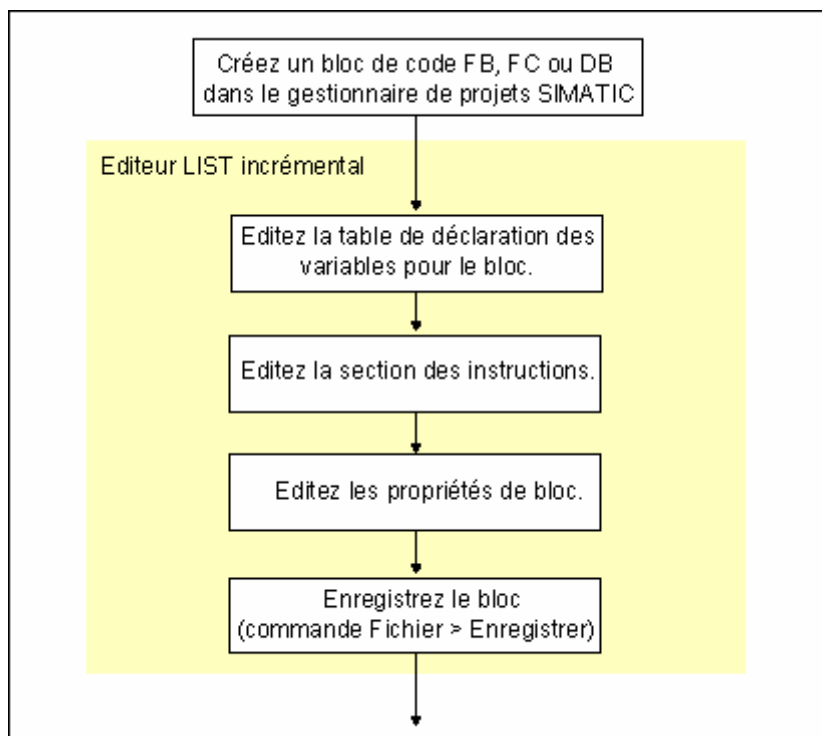 Créez un bloc de code FB, FC ou DB
dans le gestionnaire de projets SIMATIC
Editeur LIST incrémental
Editez la table de déclaration des
variables pour le bloc.
Editez la section des instructions.
Editez les propriétés de bloc.
Enregistrez le bloc
(commande Fichier > Enregistrer)